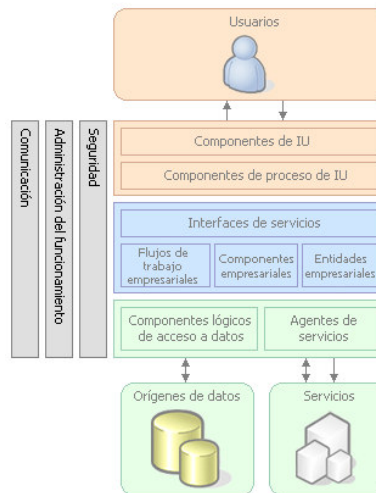 Usuarios
Comunicación
Administración del funcionamiento
Seguridad
Componentes de IU
Componentes de proceso de IU
Interfaces de servicios
Flujos de
trabajo
empresariales
Componentes
empresariales
Entidades
empresariales
Componentes lógicos
de acceso a datos
Agentes de
servicios
Orígenes de datos
Servicios